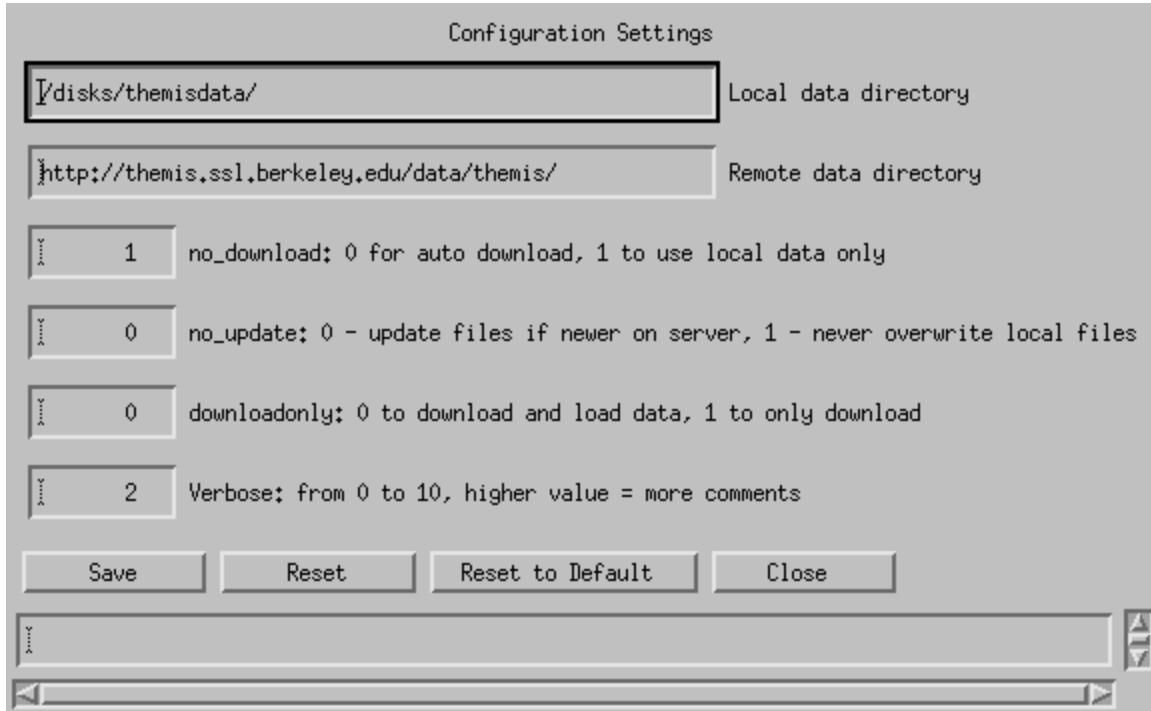 Configuration Settings
/disks/themisdata/ Local data directory
http://themis.ssl.berkeley.edu/data/themis/ Remote data directory
1 no_download: 0 for auto download, 1 to use local data only
0 no_update: 0 - update files if newer on server, 1 - never overwrite local files
0 downloadonly: 0 to download and load data, 1 to only download
2 Verbose: from 0 to 10, higher value = more comments
Save Reset Reset to Default Close